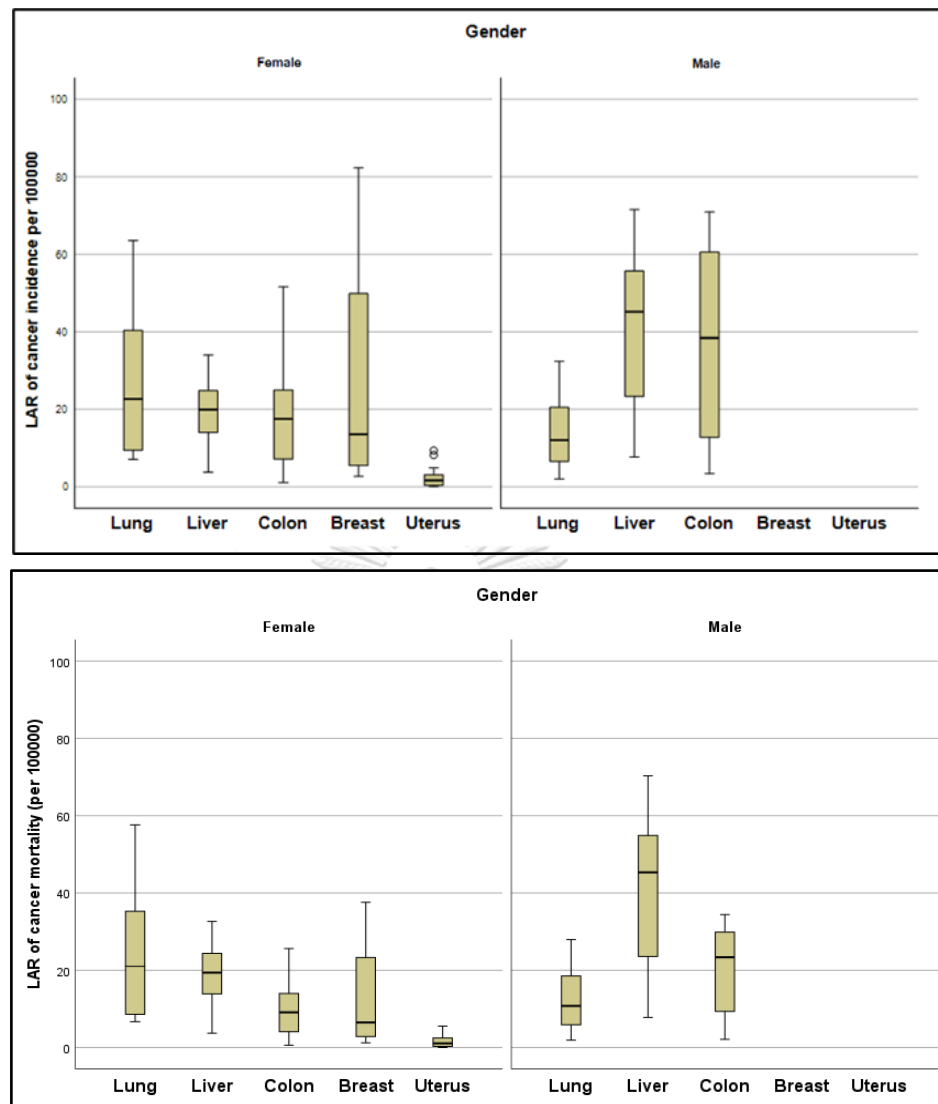 Gender
Female Male
LAR of cancer incidence per 100000
100
80
60
40
20
0
Lung Liver Colon Breast Uterus Lung Liver Colon Breast Uterus
Gender
Female Male
LAR of cancer mortality (per 100000)
100
80
60
40
20
0
Lung Liver Colon Breast Uterus Lung Liver Colon Breast Uterus